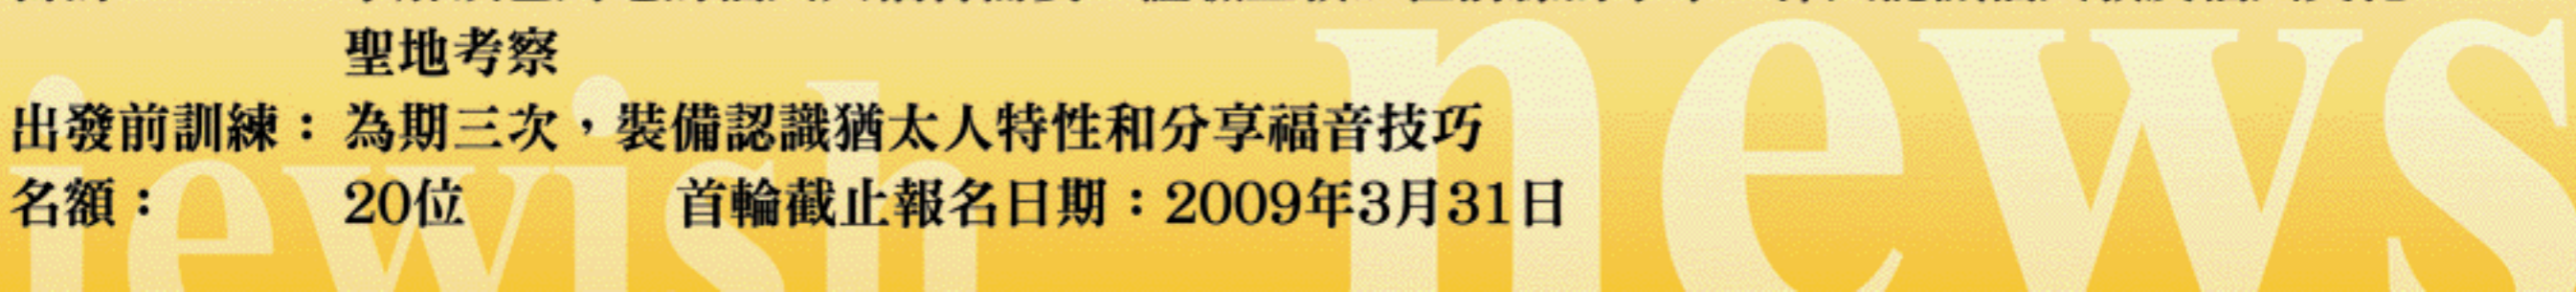 聖地考察
出發前訓練：為期三次，裝備認識猶太人特性和分享福音技巧
名額： 20位 首輪截止報名日期：2009年3月31日
jewish news